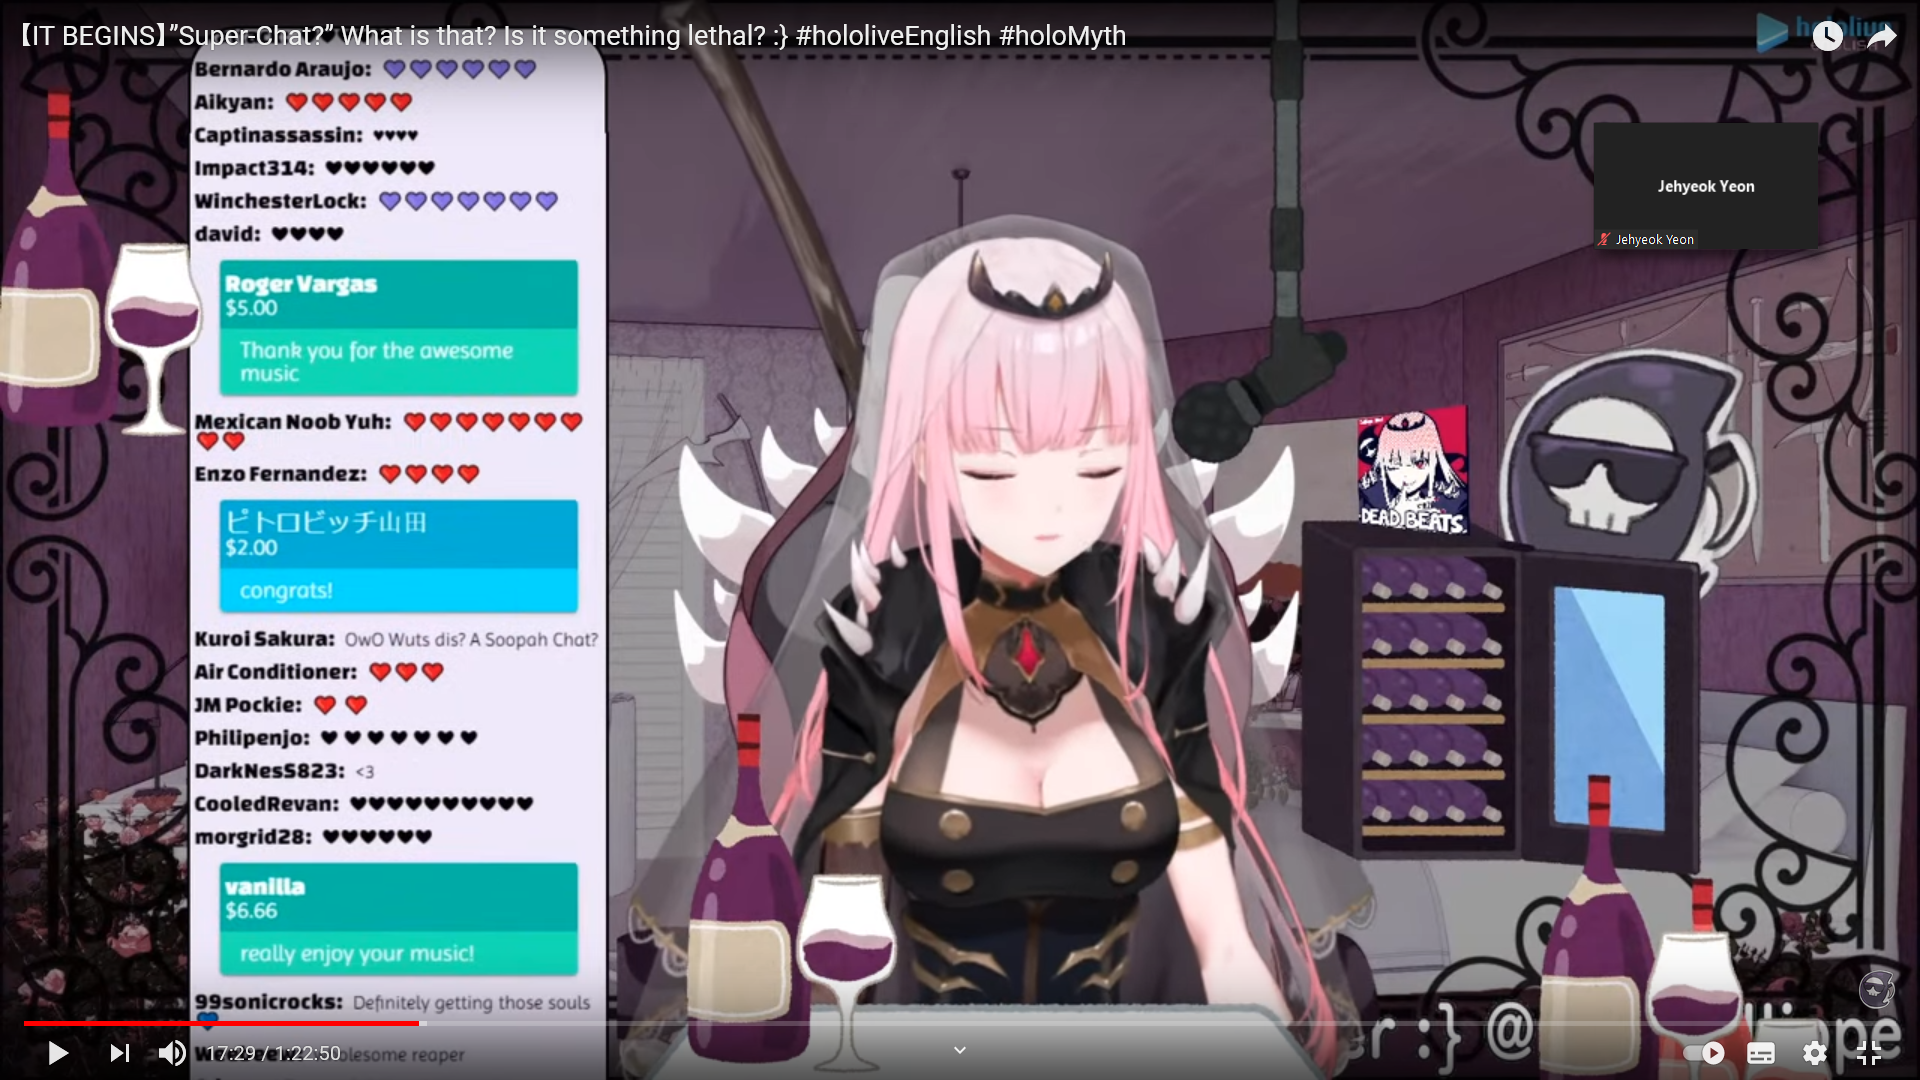 【IT BEGINS】”Super-Chat?” What is that? Is it something lethal? :} #hololiveEnglish #holoMyth
Bernardo Araujo: 💜💜💜💜💜💜
Aikyan: ❤❤❤❤❤
Captinassassin: ♥♥♥♥
Impact314: ♥♥♥♥♥♥
WinchesterLock: 💜💜💜💜💜💜💜
david: ♥♥♥♥
Roger Vargas
$5.00
Thank you for the awesome
music
Mexican Noob Yuh: ❤❤❤❤❤❤❤
❤❤
Enzo Fernandez: ❤❤❤❤
ピトロビッチ山田
$2.00
congrats!
Kuroi Sakura: OwO Wuts dis? A Soopah Chat?
Air Conditioner: ❤❤❤
JM Pockie: ❤ ❤
Philipenjo: ♥ ♥ ♥ ♥ ♥ ♥ ♥
DarkNesS823: <3
CooledRevan: ♥♥♥♥♥♥♥♥♥♥
morgrid28: ♥♥♥♥♥♥
vanilla
$6.66
really enjoy your music!
99sonicrocks: Definitely getting those souls
💙
17:29 / 1:22:50
reaper
Jehyeok Yeon
Jehyeok Yeon
DEAD BEATS.
:} @